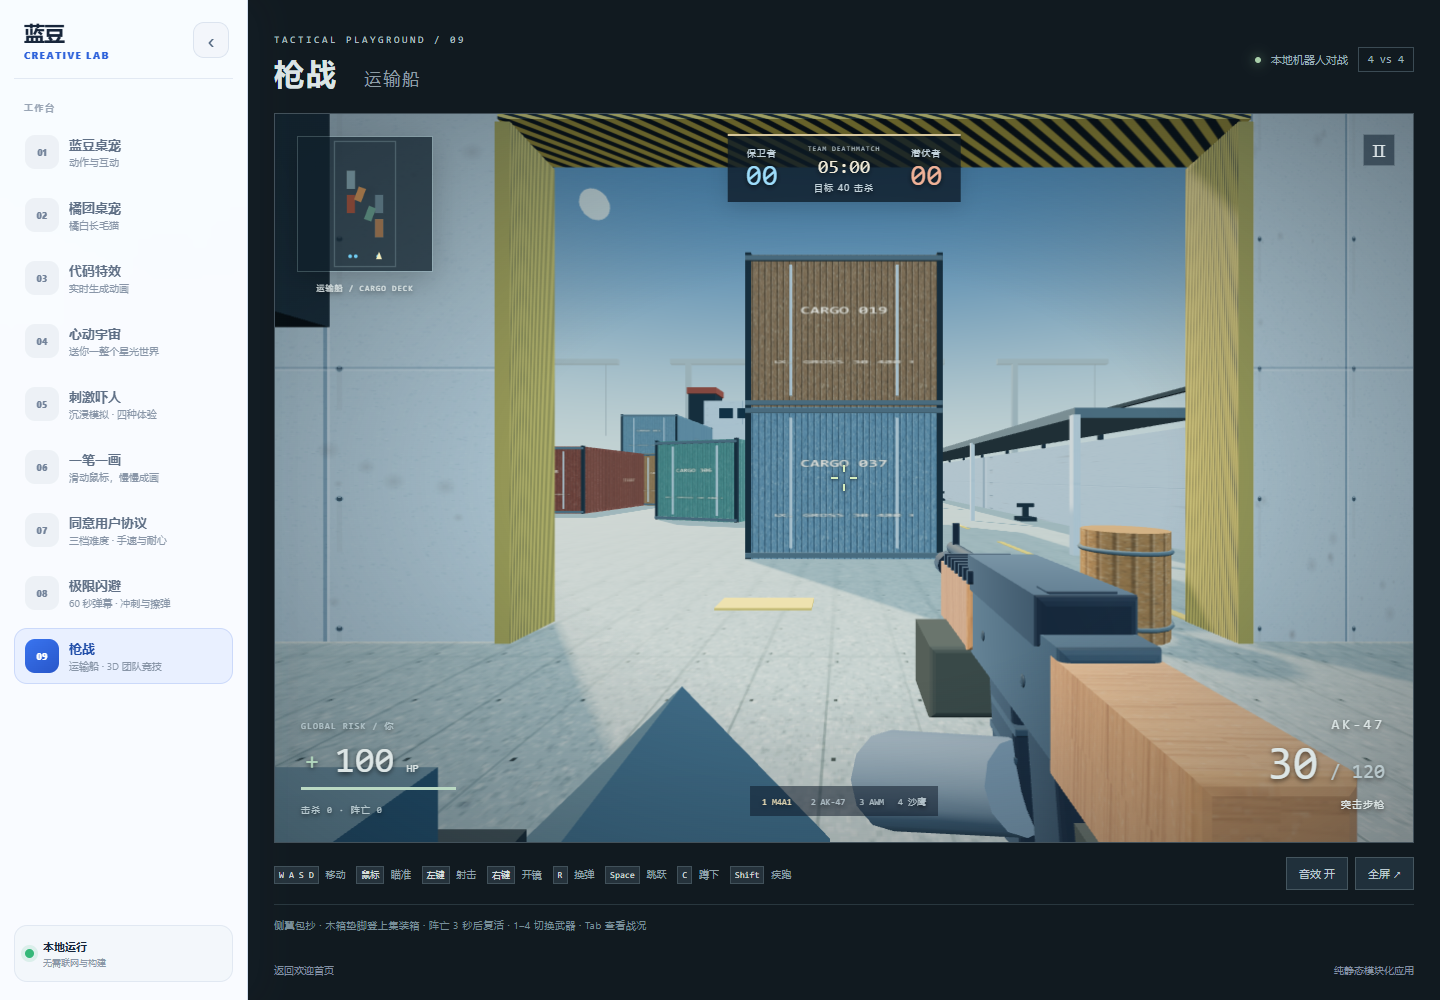 蓝豆
CREATIVE LAB
‹
工作台
01
蓝豆桌宠
动作与互动
02
橘团桌宠
橘白长毛猫
03
代码特效
实时生成动画
04
心动宇宙
送你一整个星光世界
05
刺激吓人
沉浸模拟 · 四种体验
06
一笔一画
滑动鼠标，慢慢成画
07
同意用户协议
三档难度 · 手速与耐心
08
极限闪避
60 秒弹幕 · 冲刺与擦弹
09
枪战
运输船 · 3D 团队竞技
本地运行
无需联网与构建
TACTICAL PLAYGROUND / 09
枪战 运输船
本地机器人对战 4 VS 4
运输船 / CARGO DECK
保卫者 TEAM DEATHMATCH 潜伏者
00 05:00 00
目标 40 击杀
CARGO 019
CARGO 037
GLOBAL RISK / 你
+ 100 HP
击杀 0 · 阵亡 0
1 M4A1 2 AK-47 3 AWM 4 沙鹰
AK-47
30 / 120
突击步枪
W A S D 移动 鼠标 瞄准 左键 射击 右键 开镜 R 换弹 Space 跳跃 C 蹲下 Shift 疾跑
音效 开 全屏 ↗
侧翼包抄 · 木箱垫脚登上集装箱 · 阵亡 3 秒后复活 · 1–4 切换武器 · Tab 查看战况
返回欢迎首页 纯静态模块化应用